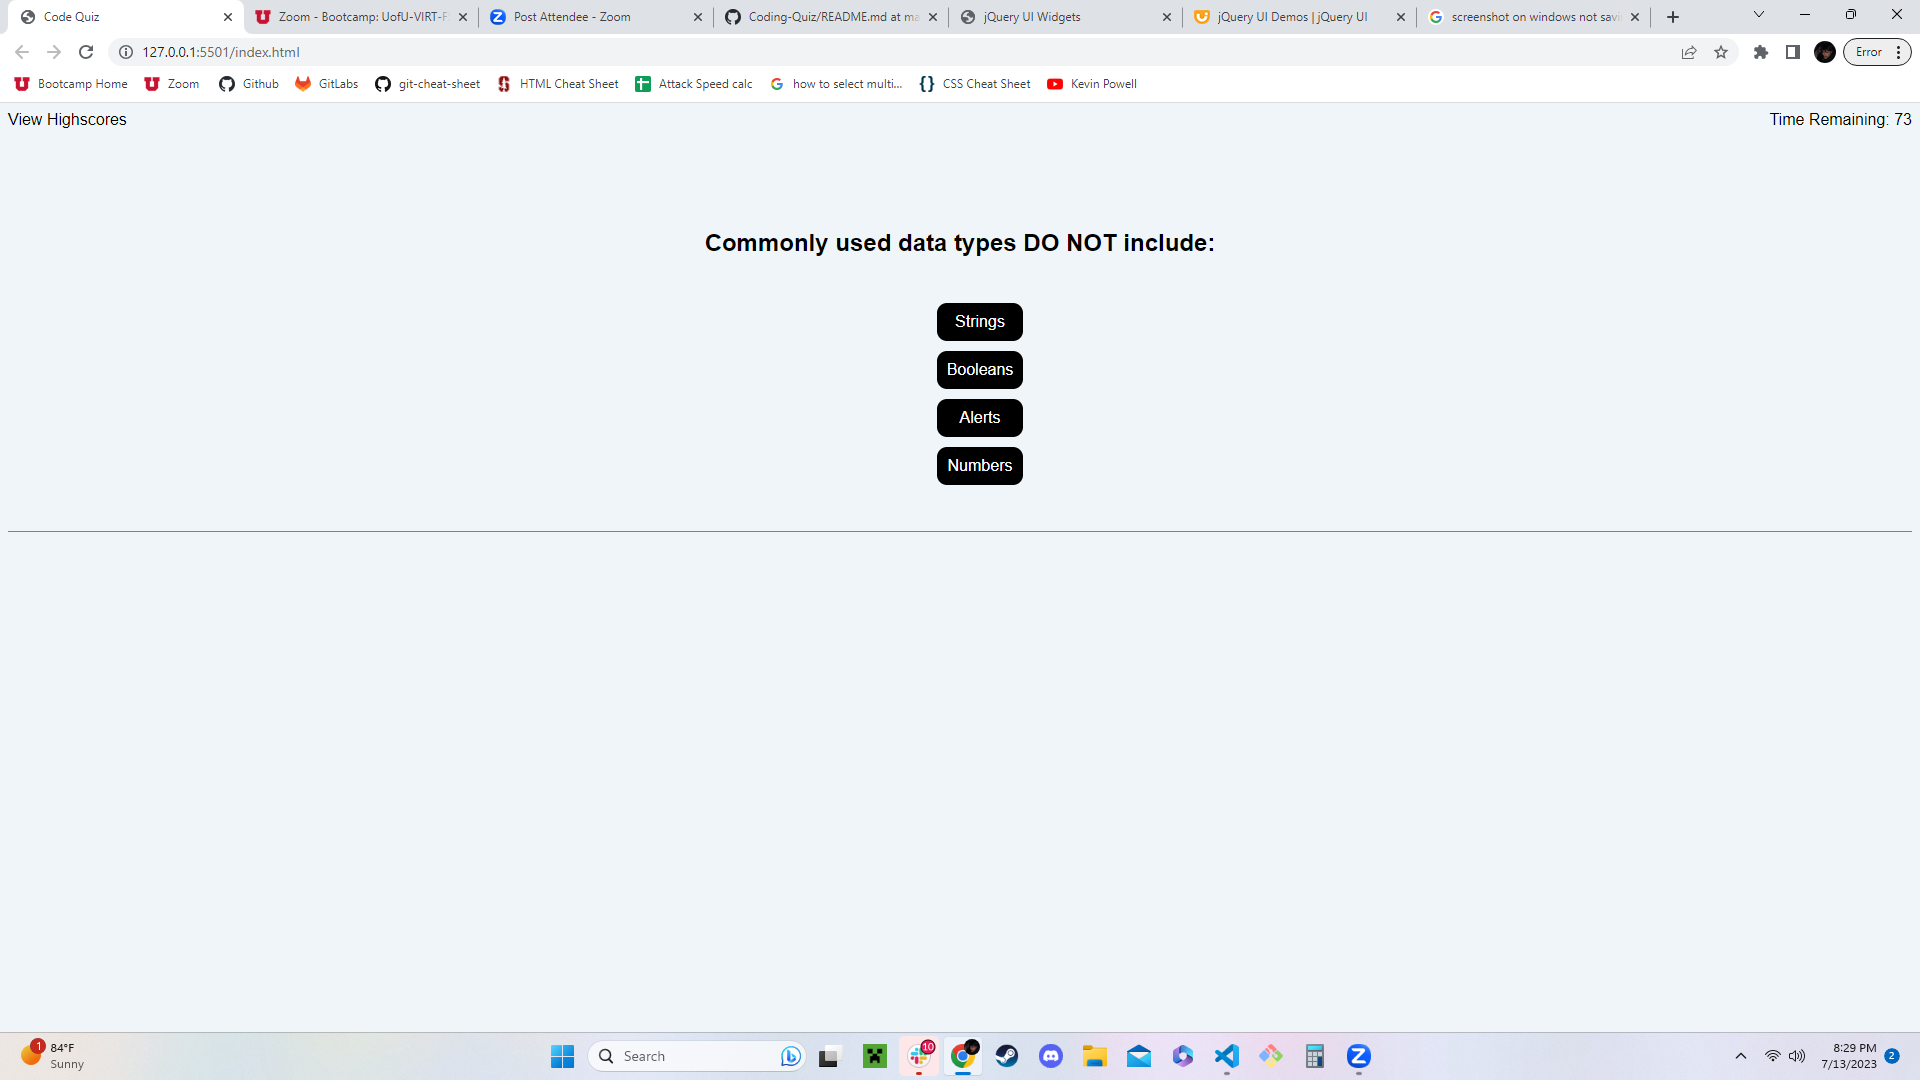 Code Quiz
Zoom - Bootcamp: UofU-VIRT-F
Post Attendee - Zoom
Coding-Quiz/README.md at ma
jQuery UI Widgets
jQuery UI Demos | jQuery UI
screenshot on windows not savi
127.0.0.1:5501/index.html
Error
Bootcamp Home
Zoom
Github
GitLabs
git-cheat-sheet
HTML Cheat Sheet
Attack Speed calc
how to select multi...
CSS Cheat Sheet
Kevin Powell
View Highscores
Time Remaining: 73
Commonly used data types DO NOT include:
Strings
Booleans
Alerts
Numbers
1
84°F
Sunny
Search
10
8:29 PM
7/13/2023
2